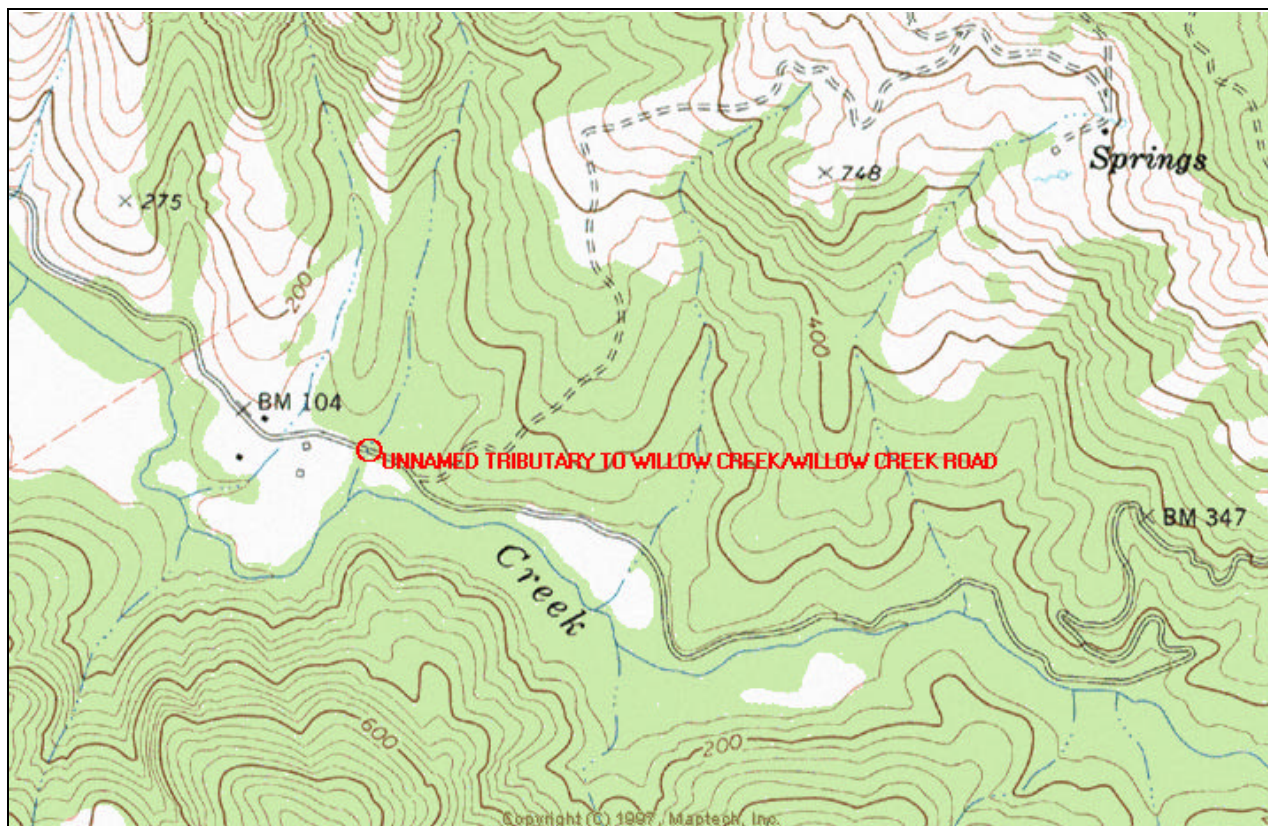 × 748
Springs
× 275
200
400
BM 104
UNNAMED TRIBUTARY TO WILLOW CREEK/WILLOW CREEK ROAD
BM 347
Creek
600
200
Copyright (C) 1997, Maptech, Inc.